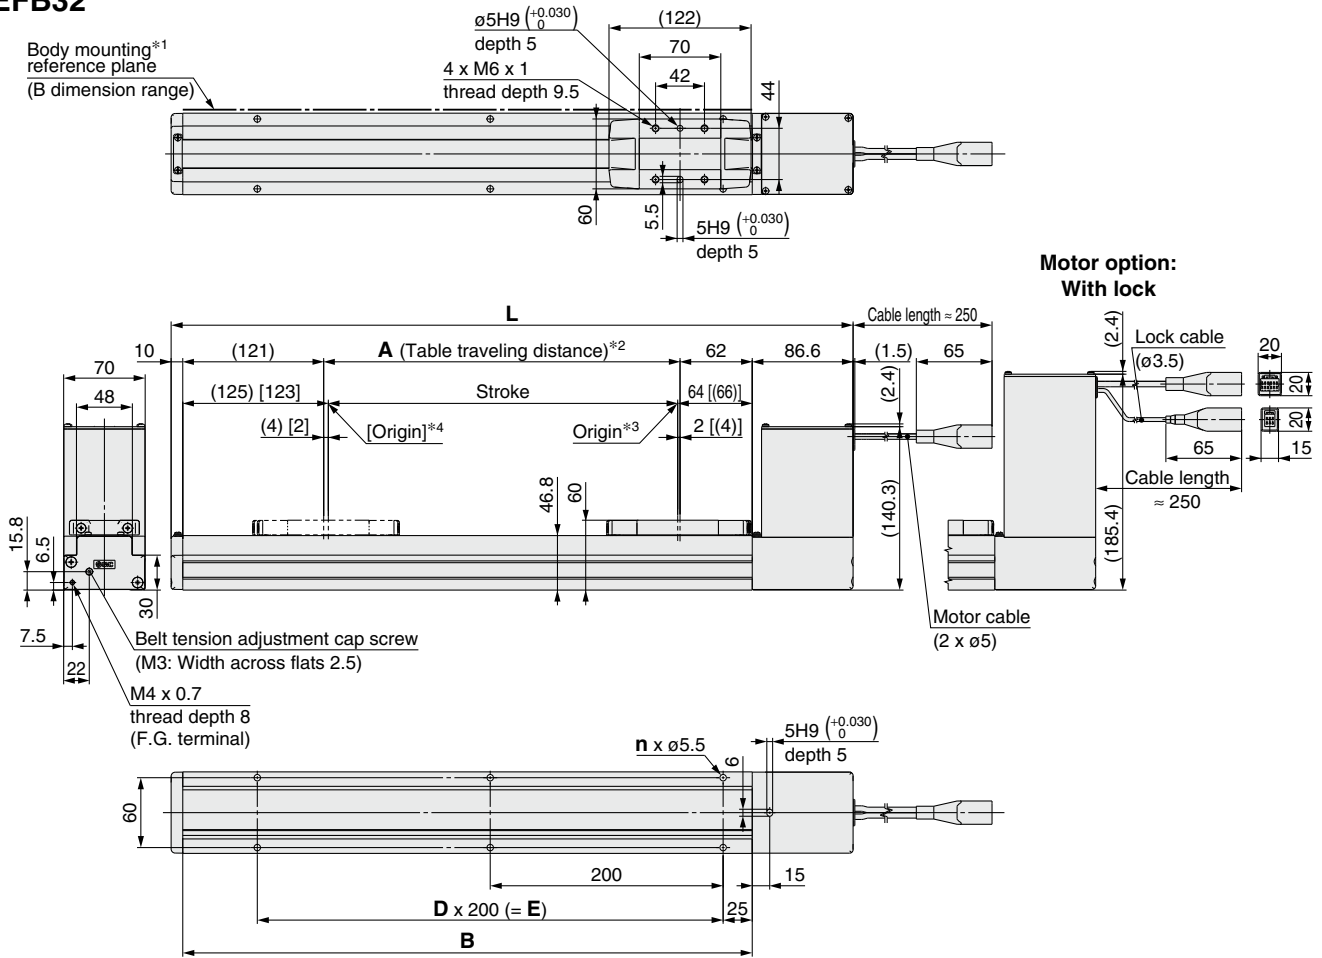 EFB32
ø5H9 (+0.030 0)
depth 5
(122)
Body mounting*1
reference plane
(B dimension range)
70
4 x M6 x 1
thread depth 9.5
42
44
60
5.5
5H9 (+0.030 0)
depth 5
Motor option:
With lock
L
Cable length ≈ 250
10
(121)
A (Table traveling distance)*2
62
86.6
(1.5)
65
(2.4)
Lock cable
(ø3.5)
20
20
20
15
65
Cable length
≈ 250
(185.4)
70
48
(125) [123]
Stroke
64 [(66)]
(2.4)
(4) [2]
[Origin]*4
Origin*3
2 [(4)]
46.8
60
(140.3)
15.8
6.5
30
7.5
22
Belt tension adjustment cap screw
(M3: Width across flats 2.5)
Motor cable
(2 x ø5)
M4 x 0.7
thread depth 8
(F.G. terminal)
n x ø5.5
6
5H9 (+0.030 0)
depth 5
60
200
15
D x 200 (= E)
25
B